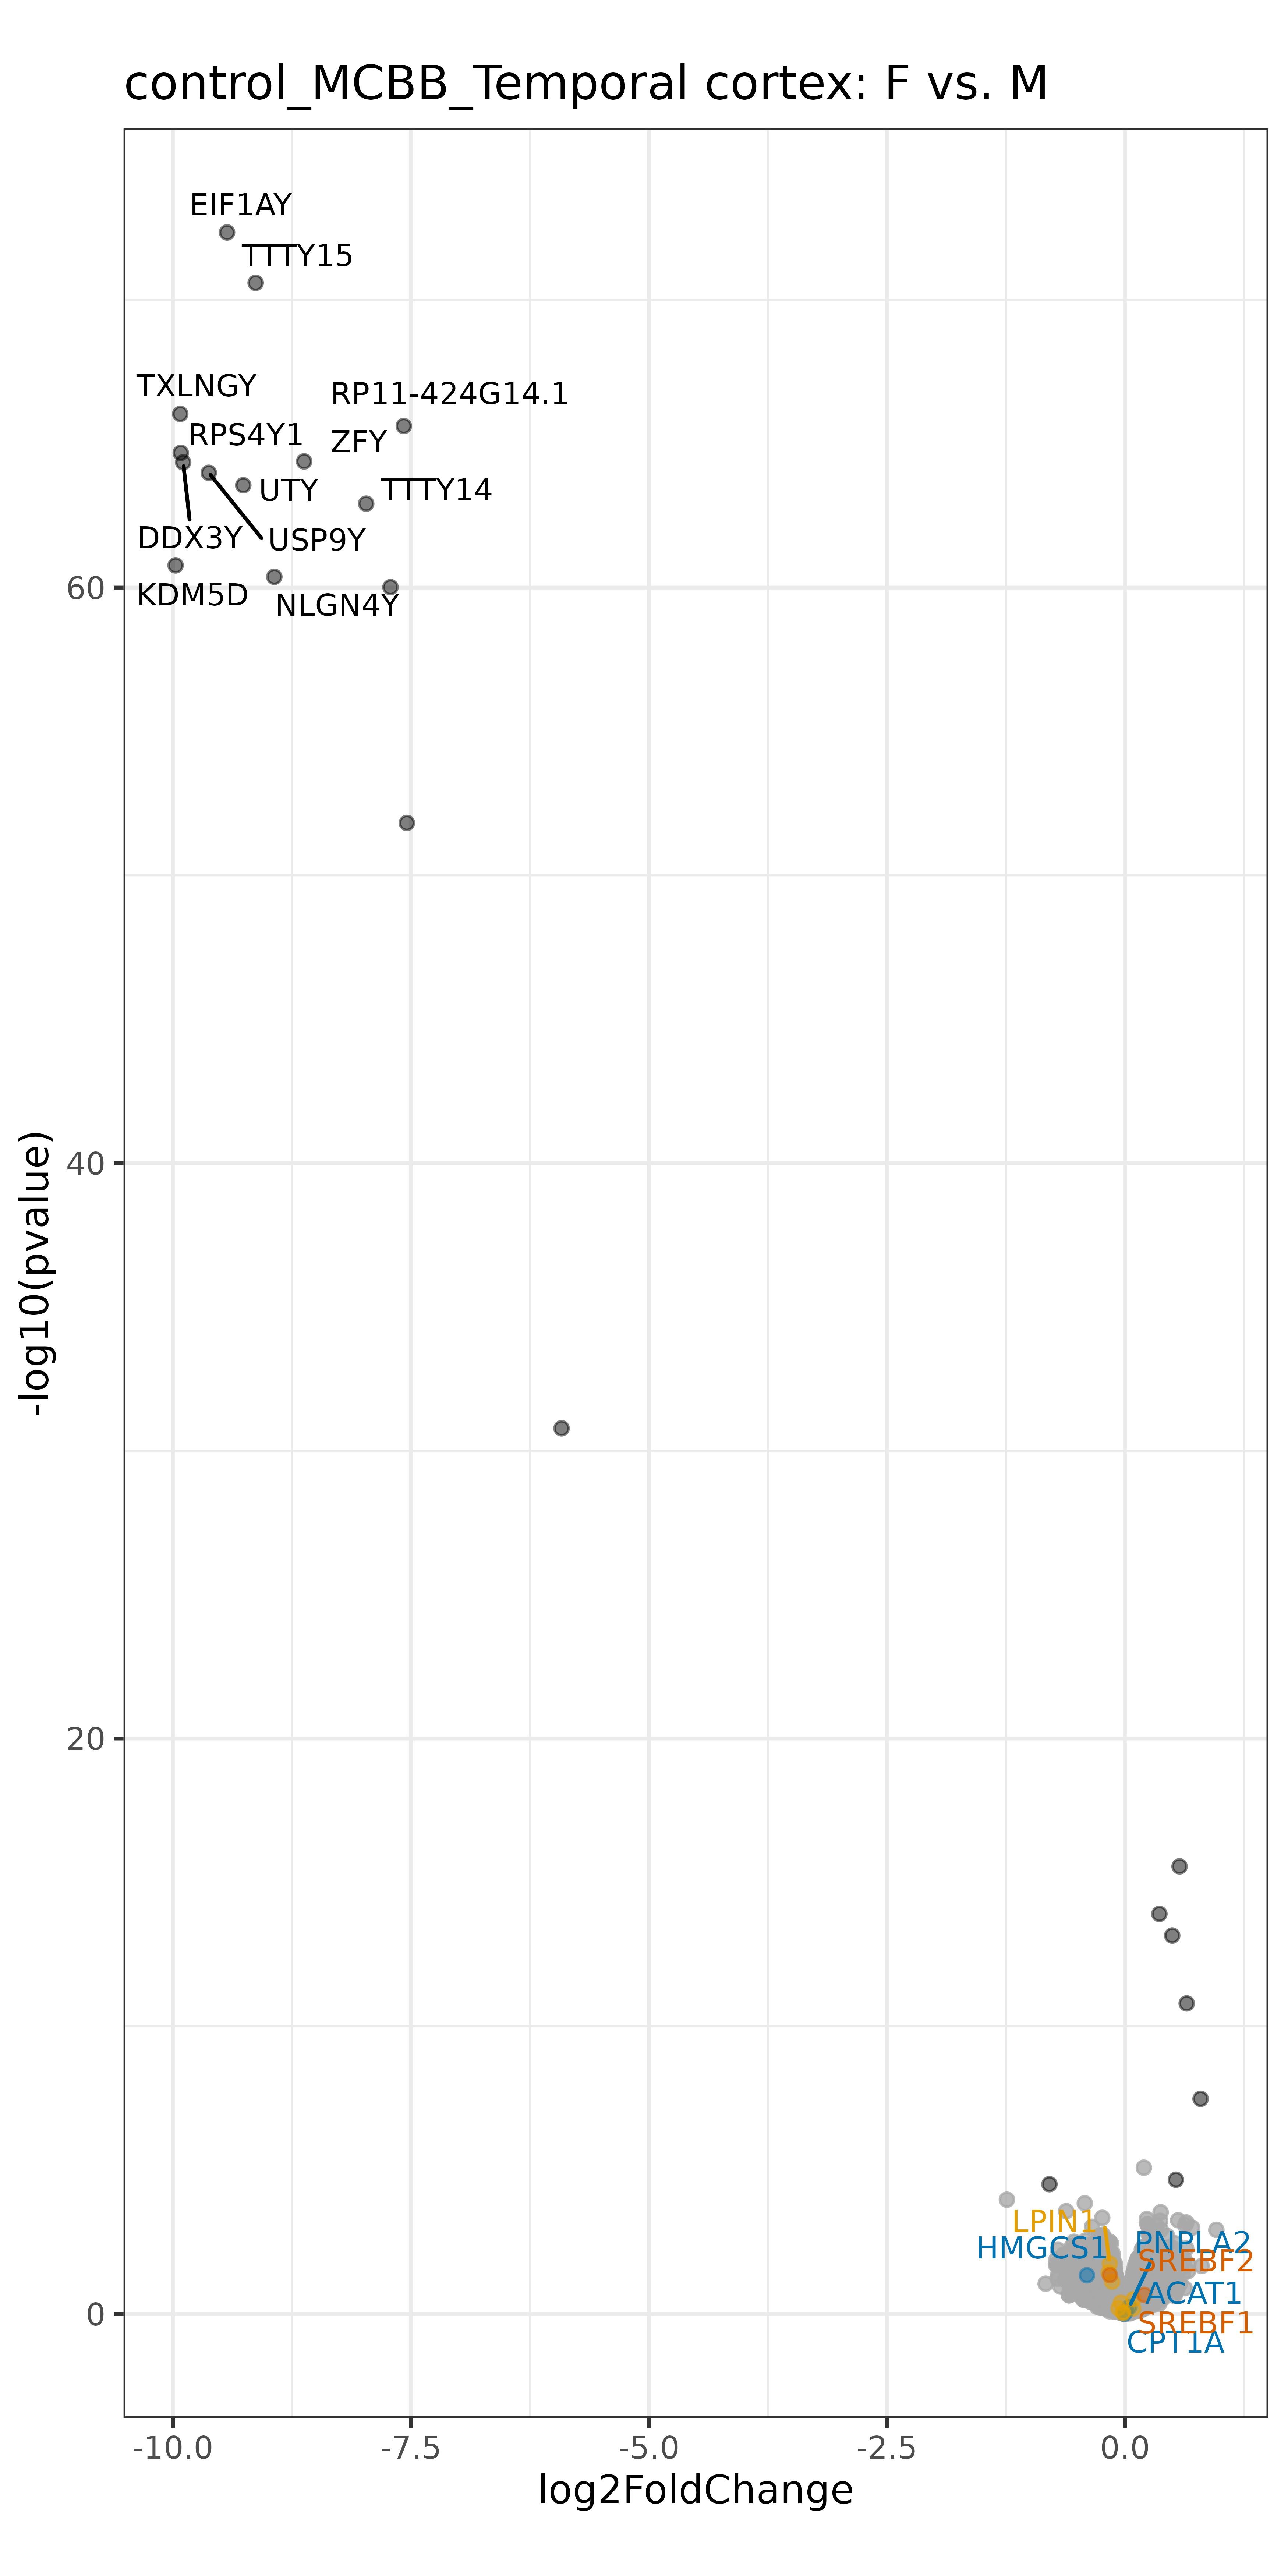 control_MCBB_Temporal cortex: F vs. M
EIF1AY
TTTY15
TXLNGY
RP11-424G14.1
RPS4Y1
ZFY
UTY
TTTY14
DDX3Y
USP9Y
60
KDM5D
NLGN4Y
40
-log10(pvalue)
20
LPIN1
HMGCS1
PNPLA2
SREBF2
ACAT1
0
SREBF1
CPT1A
-10.0
-7.5
-5.0
-2.5
0.0
log2FoldChange